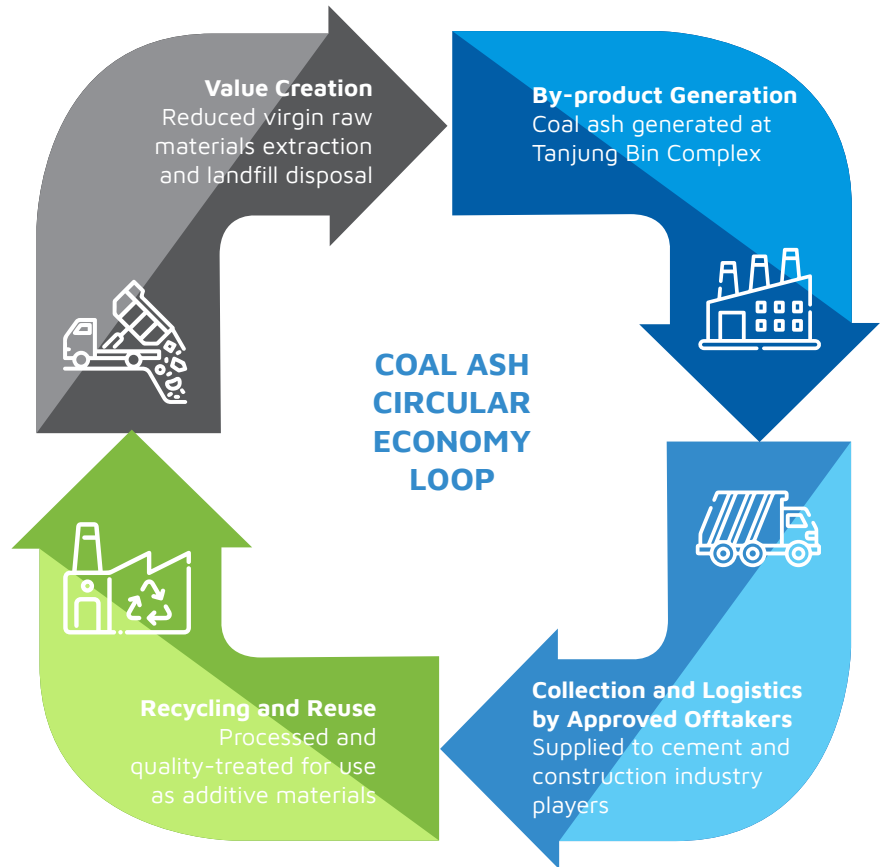 Value Creation
Reduced virgin raw
materials extraction
and landfill disposal
By-product Generation
Coal ash generated at
Tanjung Bin Complex
COAL ASH
CIRCULAR
ECONOMY
LOOP
Collection and Logistics
by Approved Offtakers
Supplied to cement and
construction industry
players
Recycling and Reuse
Processed and
quality-treated for use
as additive materials